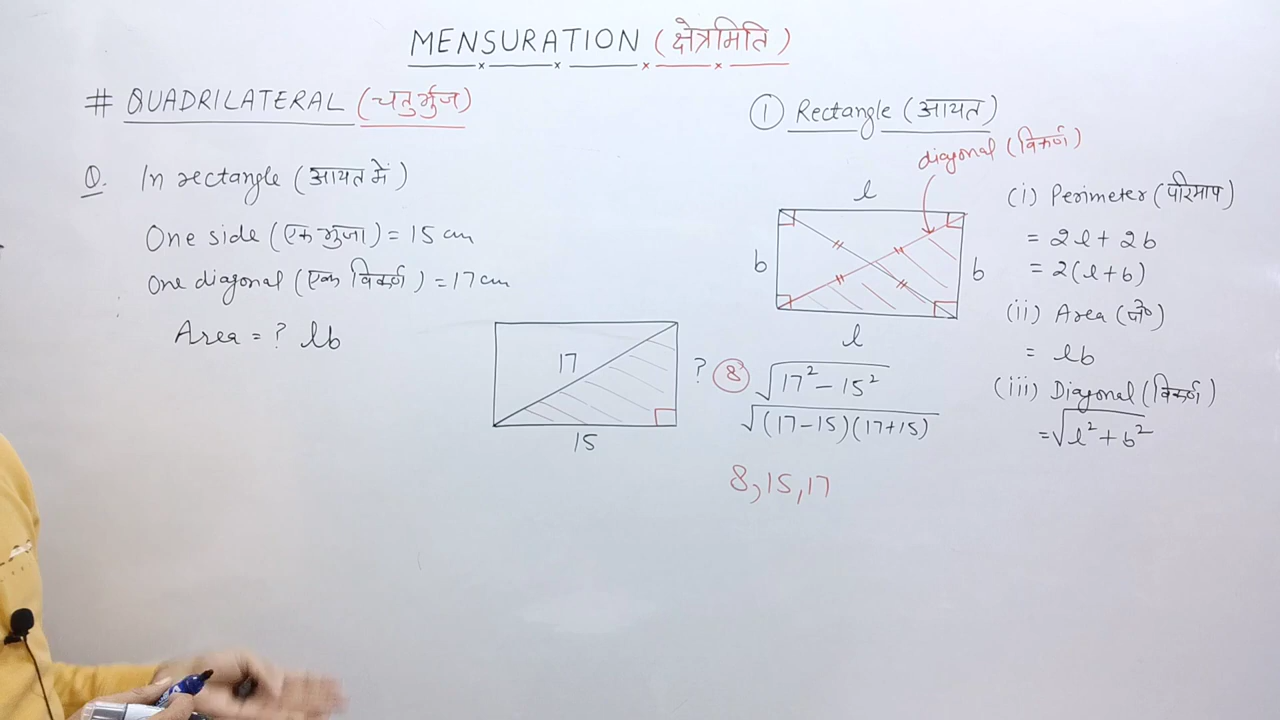 MENSURATION (क्षेत्रमिति)
# QUADRILATERAL (चतुर्भुज)
Q. In rectangle (आयत में)
One side (एक भुजा) = 15 cm
One diagonal (एक विकर्ण) = 17 cm
Area = ? lb
17
15
?
8
√17² - 15²
√(17-15)(17+15)
8, 15, 17
① Rectangle (आयत)
diagonal (विकर्ण)
l
b
b
l
(i) Perimeter (परिमाप)
= 2l + 2b
= 2(l+b)
(ii) Area (क्षे०)
= lb
(iii) Diagonal (विकर्ण)
= √l² + b²